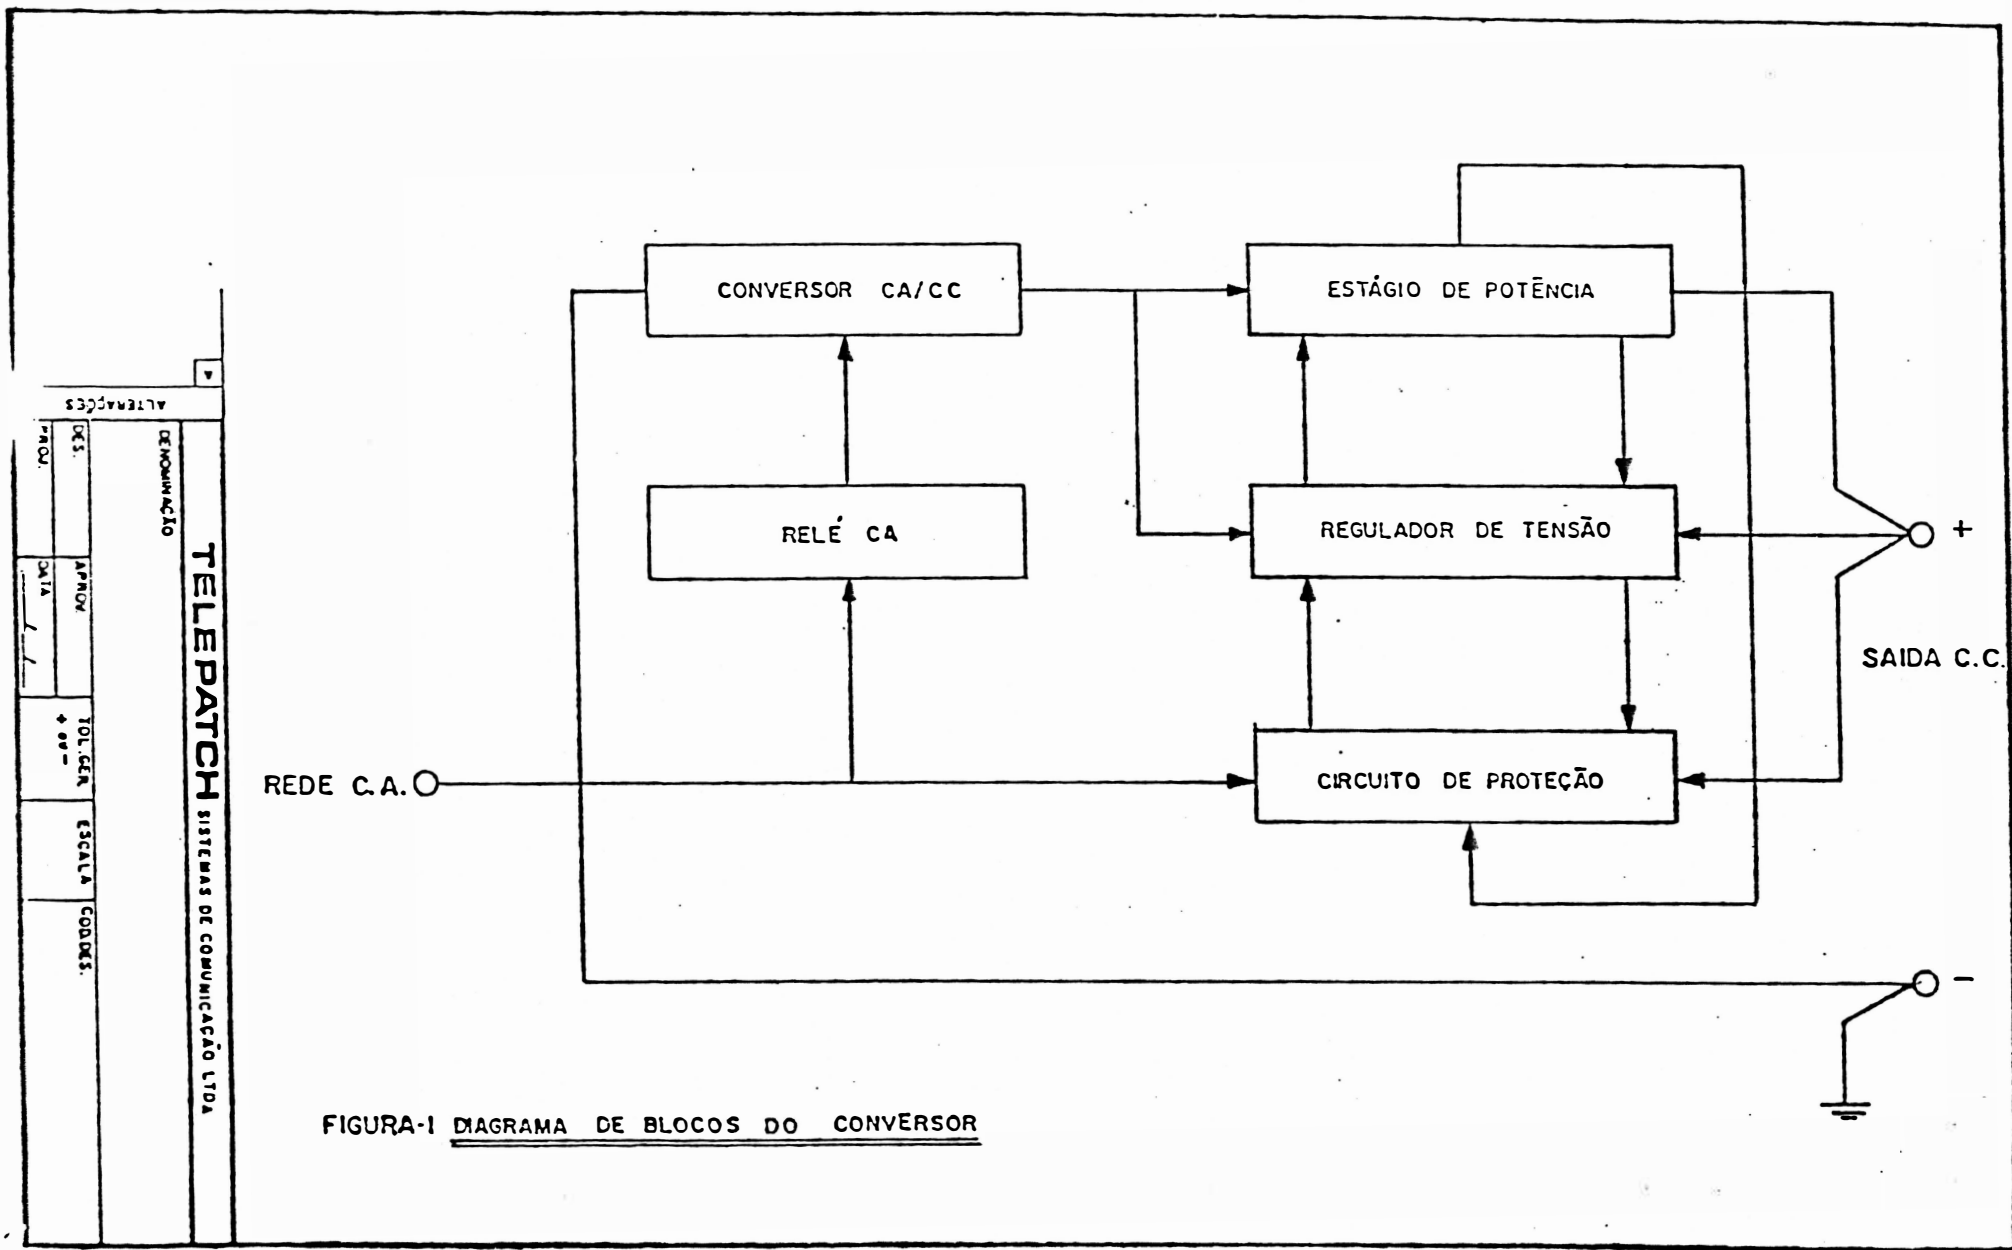 CONVERSOR CA/CC
ESTÁGIO DE POTÊNCIA
RELÉ CA
REGULADOR DE TENSÃO
+
SAIDA C.C.
REDE C.A.
CIRCUITO DE PROTEÇÃO
-
FIGURA-1 DIAGRAMA DE BLOCOS DO CONVERSOR
ALTERAÇÕES
TELEPATCH SISTEMAS DE COMUNICAÇÃO LTDA
DENOMINAÇÃO
DES.
APROV.
TOL.GER.
+ ou -
ESCALA
COD.DES.
PROJ.
DATA
/ /